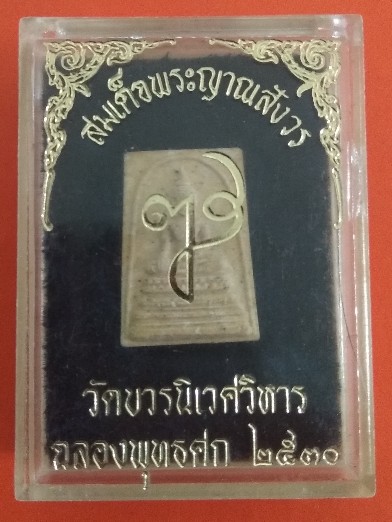 สมเด็จพระญาณสังวร
วัดบวรนิเวศวิหาร
ฉลองพุทธศก ๒๕๓๐